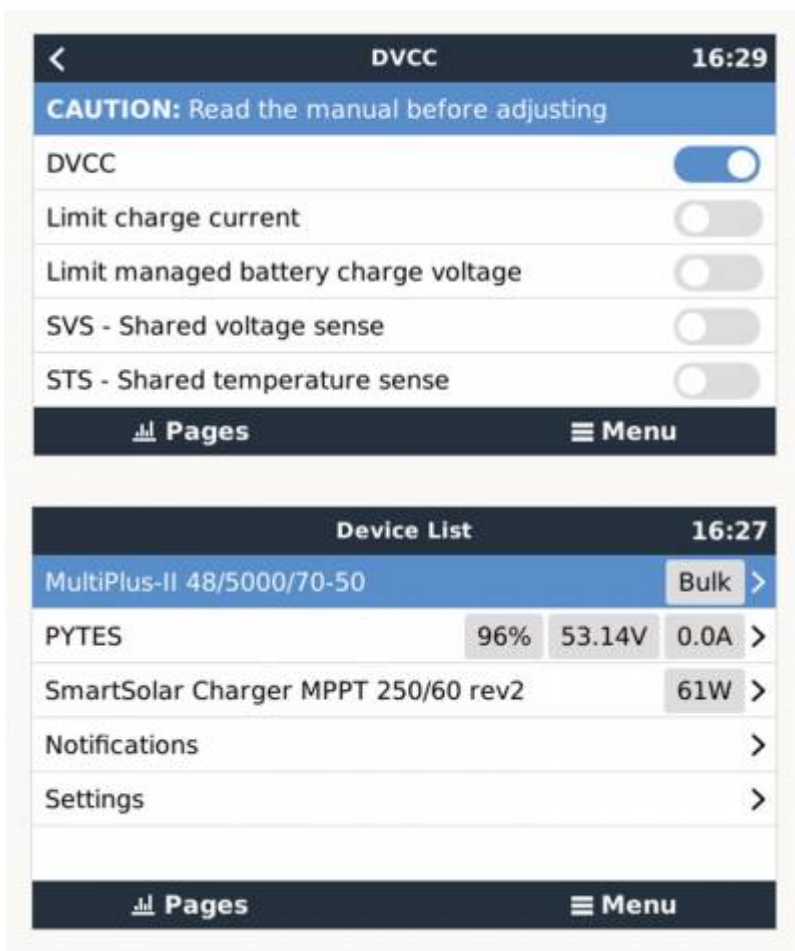 DVCC 16:29
CAUTION: Read the manual before adjusting
DVCC
Limit charge current
Limit managed battery charge voltage
SVS - Shared voltage sense
STS - Shared temperature sense
Pages Menu
Device List 16:27
MultiPlus-II 48/5000/70-50 Bulk
PYTES 96% 53.14V 0.0A
SmartSolar Charger MPPT 250/60 rev2 61W
Notifications
Settings
Pages Menu